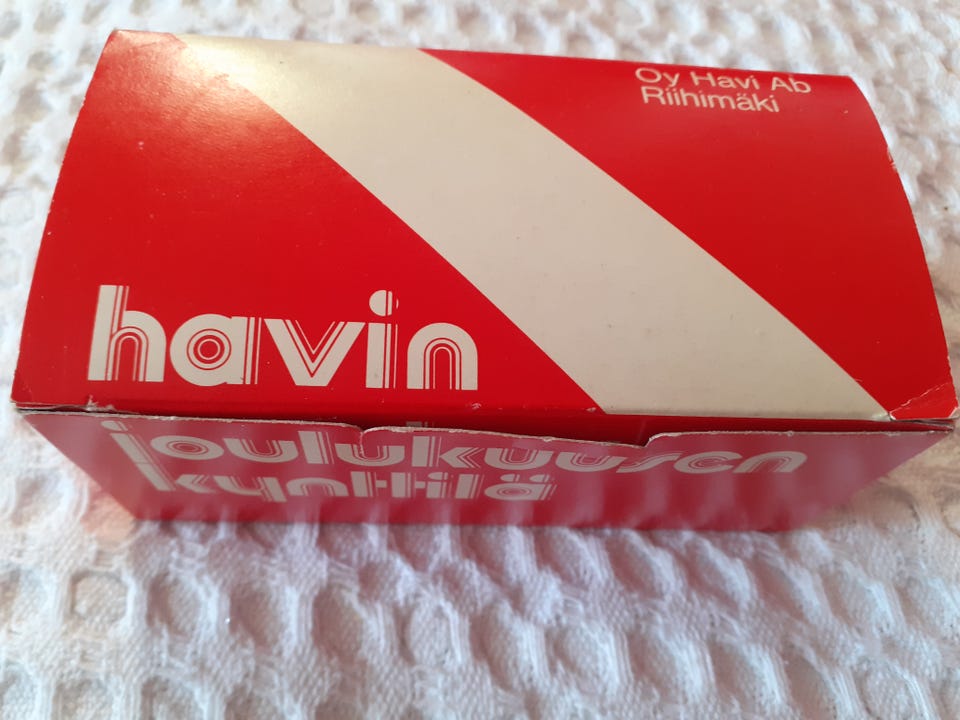 Oy Havi Ab
Riihimäki
havin
joulukuusen
kynttilä